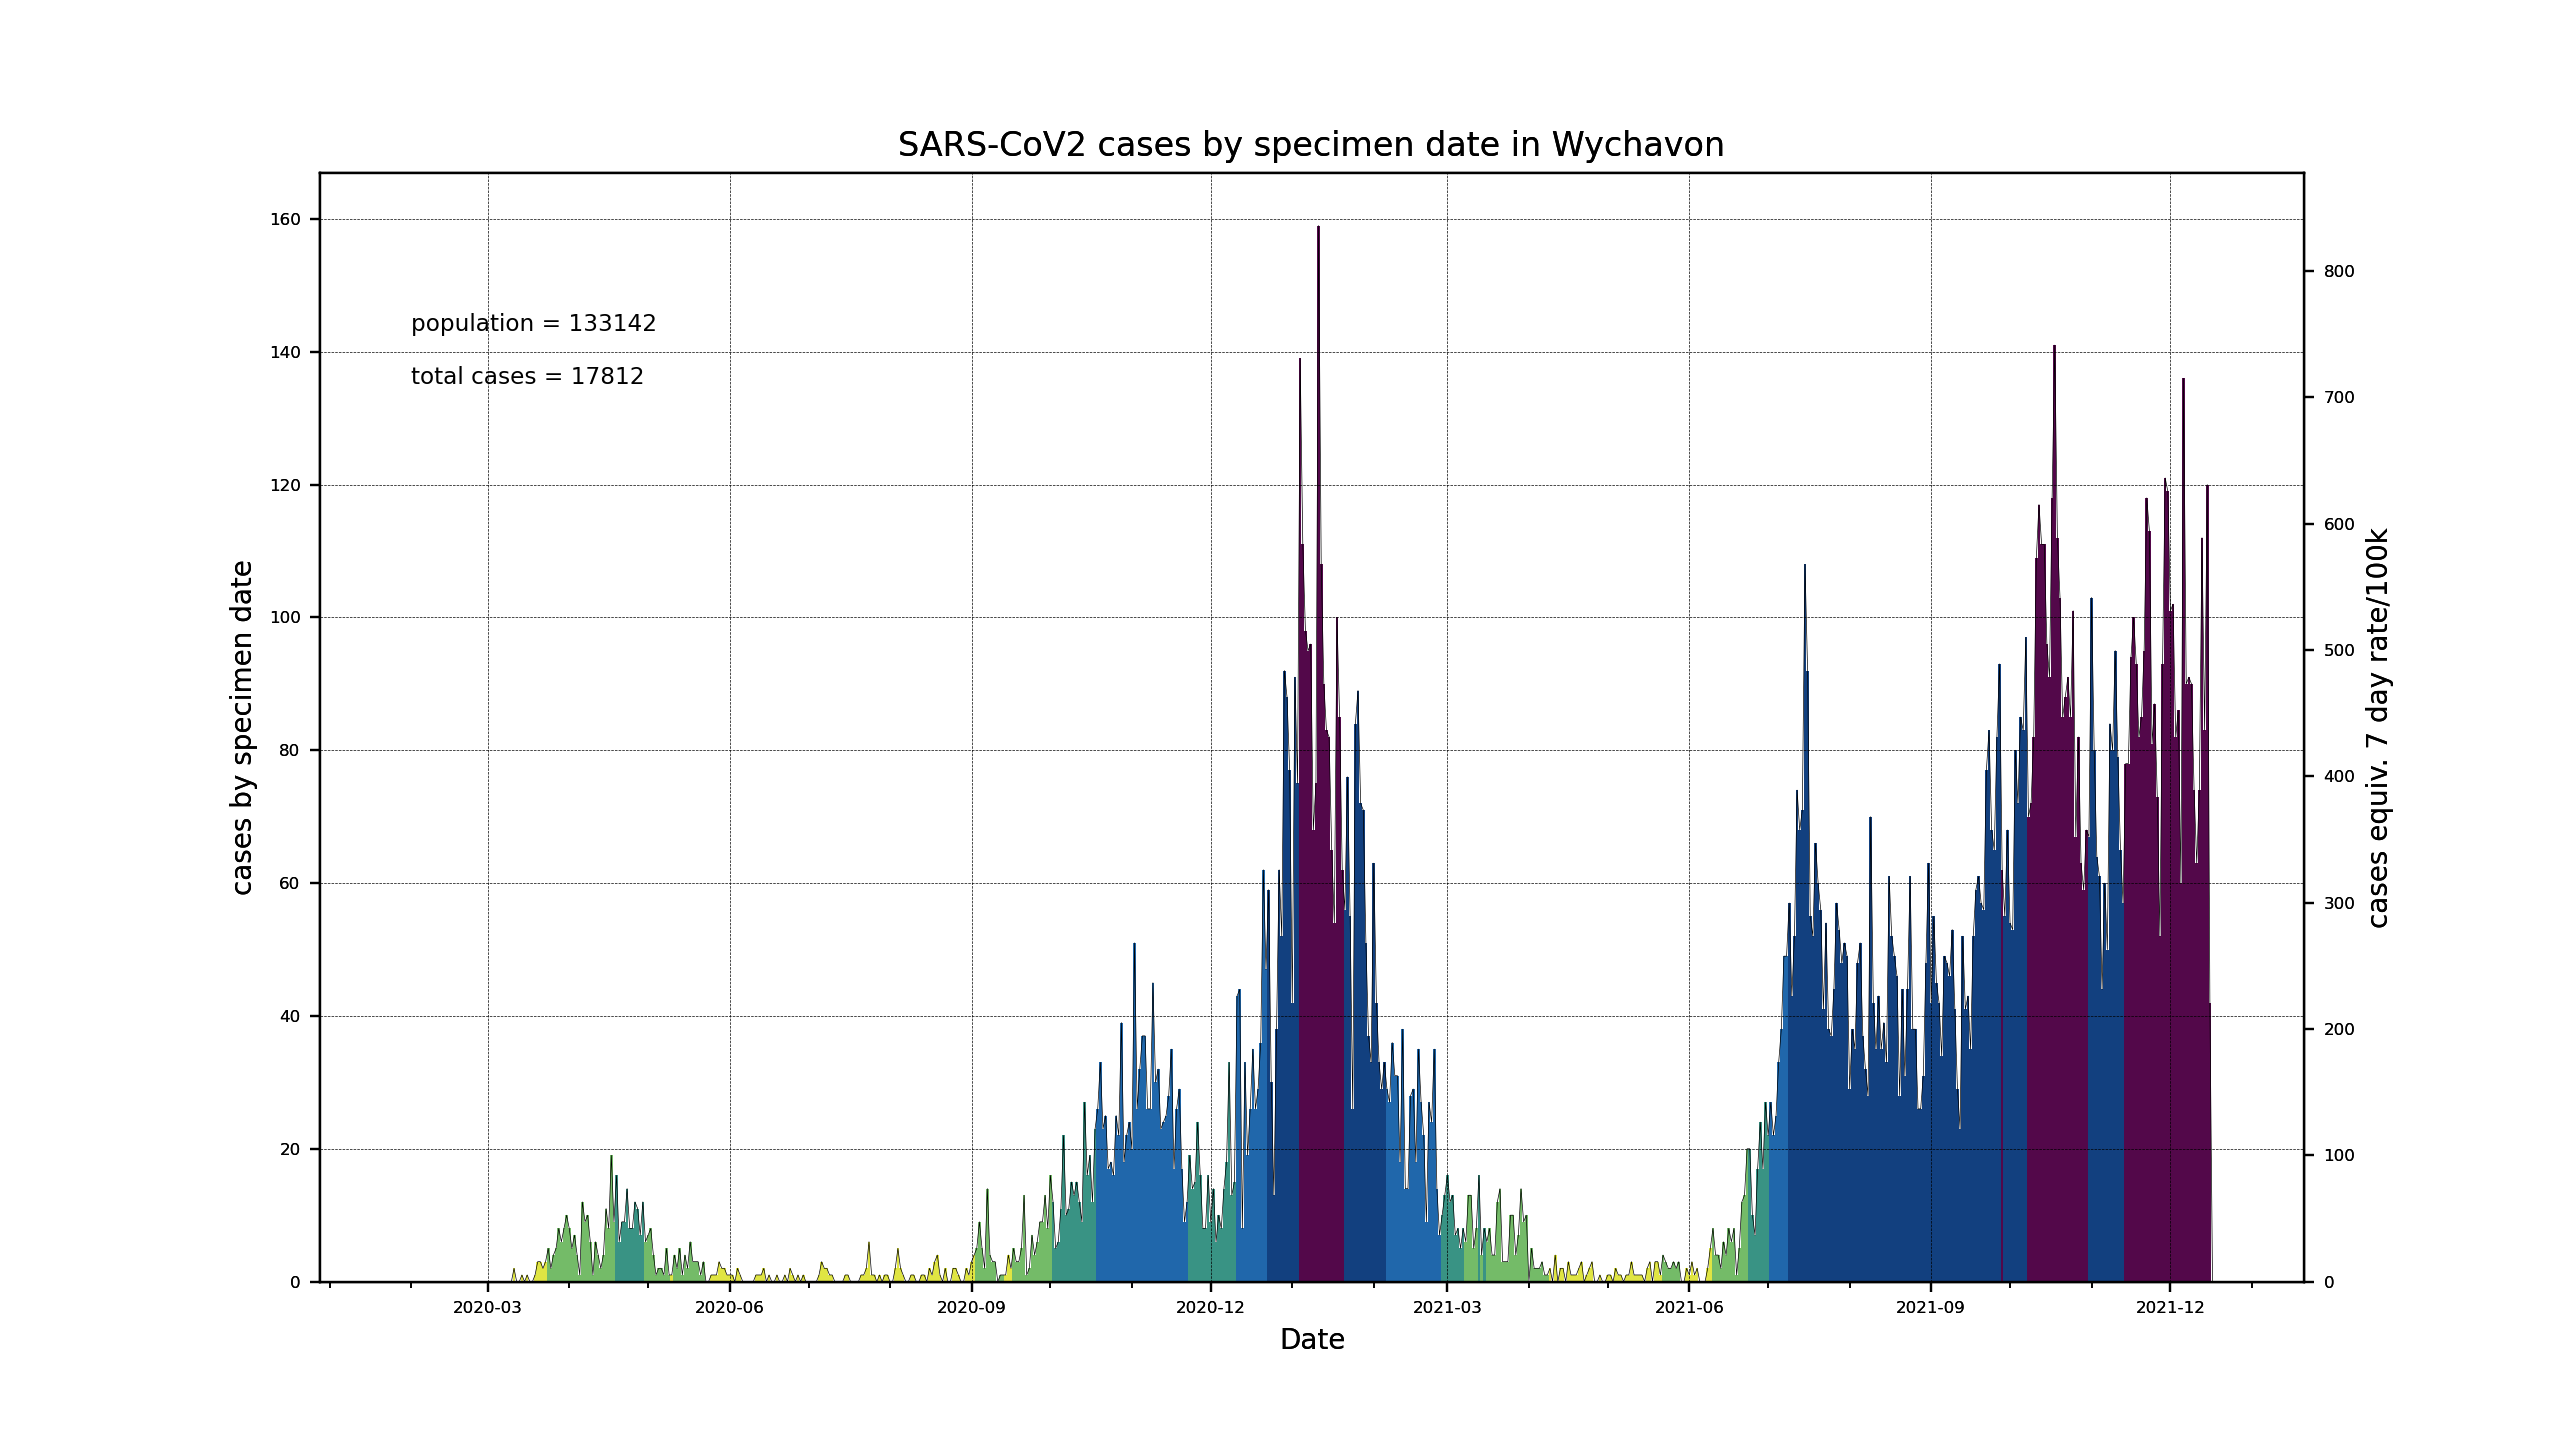 SARS-CoV2 cases by specimen date in Wychavon
population = 133142
total cases = 17812
cases by specimen date
160
140
120
100
80
60
40
20
0
800
700
600
500
400
300
200
100
0
cases equiv. 7 day rate/100k
2020-03 2020-06 2020-09 2020-12 2021-03 2021-06 2021-09 2021-12
Date